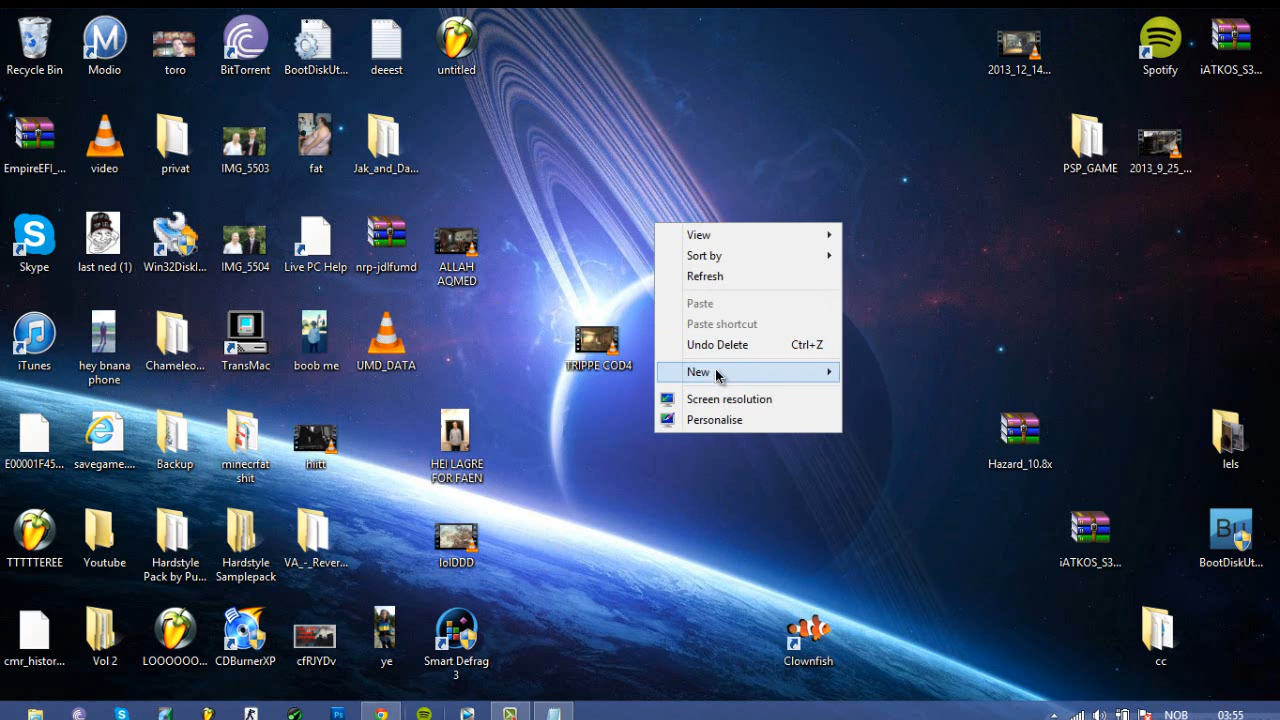 Recycle Bin
Modio
toro
BitTorrent
BootDiskUt...
deeest
untitled
2013_12_14...
Spotify
iATKOS_S3...
EmpireEFI_...
video
privat
IMG_5503
fat
Jak_and_Da...
PSP_GAME
2013_9_25_...
Skype
last ned (1)
Win32DiskI...
IMG_5504
Live PC Help
nrp-jdlfumd
ALLAH
AQMED
View
Sort by
Refresh
Paste
Paste shortcut
Undo Delete Ctrl+Z
New
Screen resolution
Personalise
iTunes
hey bnana
phone
Chameleo...
TransMac
boob me
UMD_DATA
TRIPPE COD4
E00001F45...
savegame....
Backup
minecrfat
shit
hiitt
HEI LAGRE
FOR FAEN
Hazard_10.8x
lels
TTTTTEREE
Youtube
Hardstyle
Pack by Pu...
Hardstyle
Samplepack
VA_-_Rever...
lolDDD
iATKOS_S3...
Bu
BootDiskUt...
cmr_histor...
Vol 2
LOOOOOO...
CDBurnerXP
cfRJYDv
ye
Smart Defrag
3
Clownfish
cc
NOB
03:55